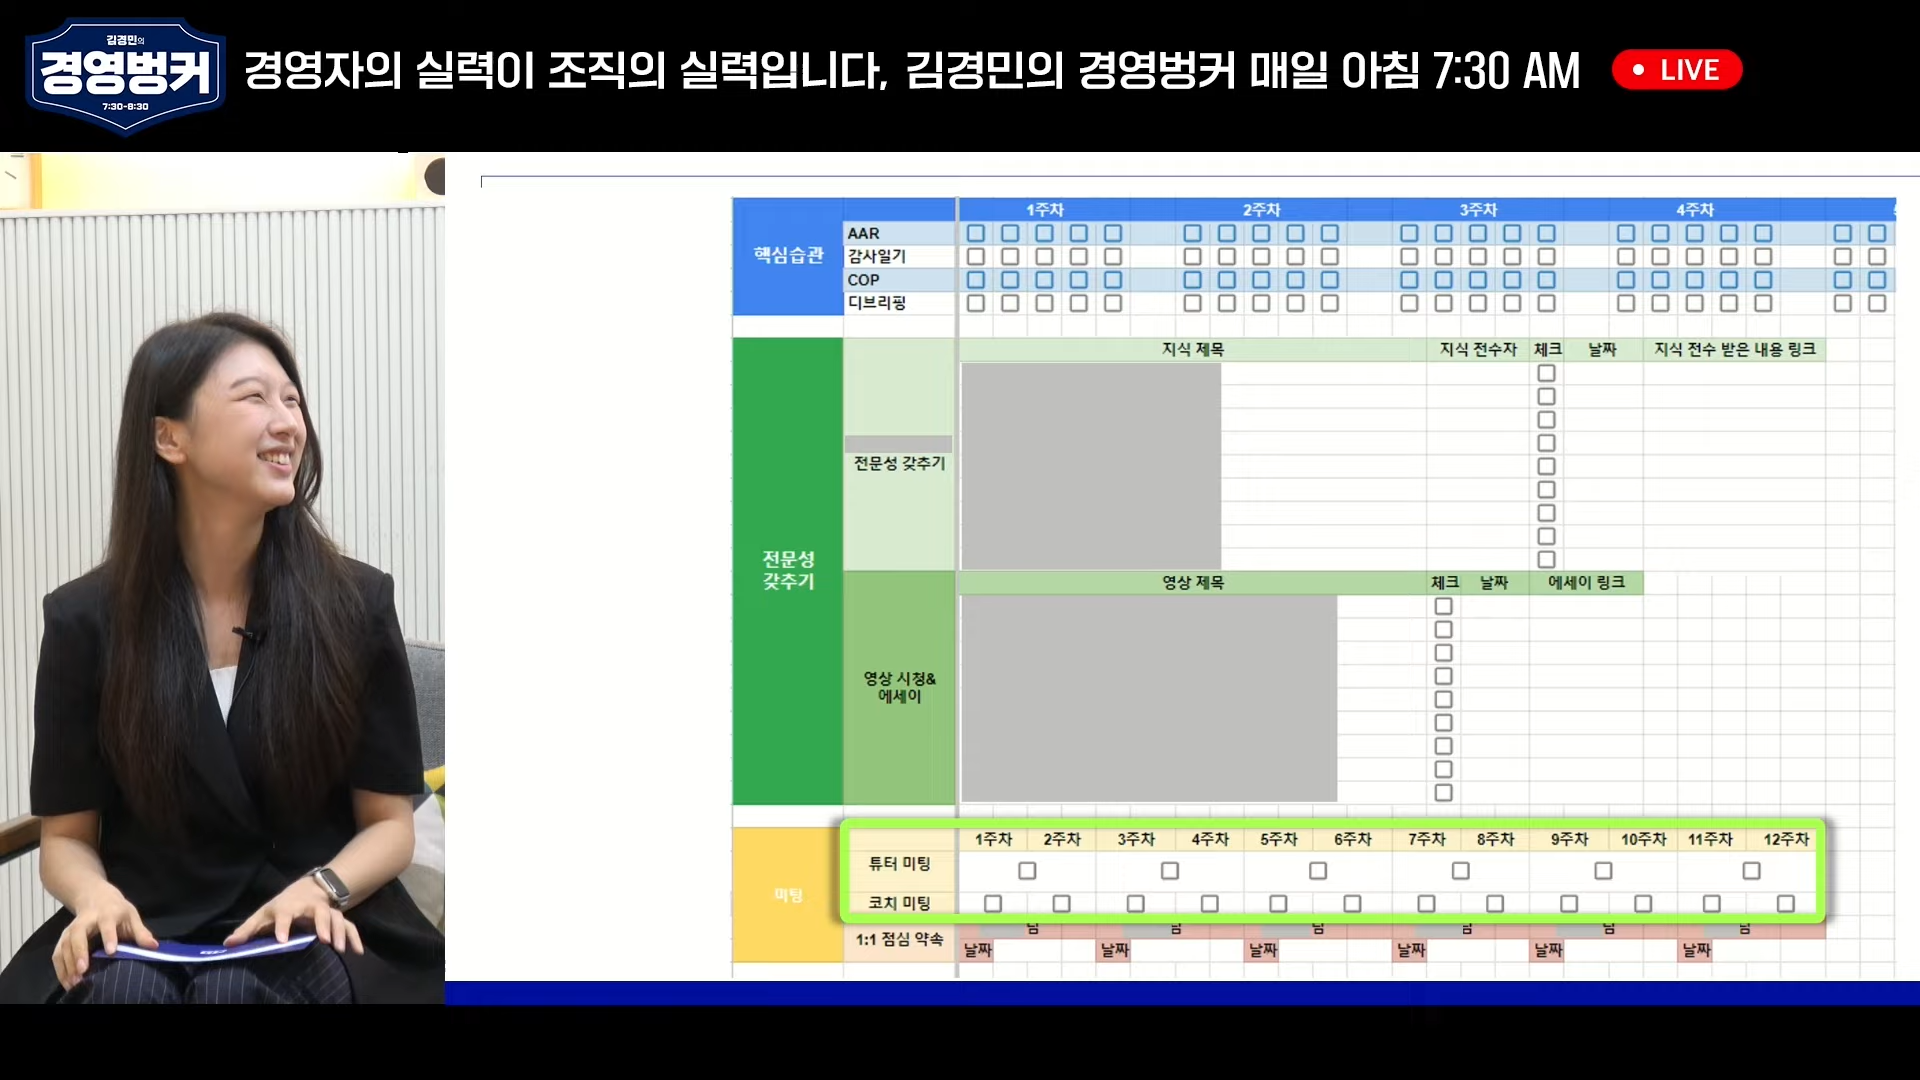 김경민의
경영벙커
7:30-8:30
경영자의 실력이 조직의 실력입니다, 김경민의 경영벙커 매일 아침 7:30 AM
LIVE
1주차 2주차 3주차 4주차
핵심습관
AAR
감사일기
COP
디브리핑
지식 제목 지식 전수자 체크 날짜 지식 전수 받은 내용 링크
전문성 갖추기
전문성
갖추기
영상 제목 체크 날짜 에세이 링크
영상 시청&
에세이
1주차 2주차 3주차 4주차 5주차 6주차 7주차 8주차 9주차 10주차 11주차 12주차
튜터 미팅
미팅
코치 미팅
1:1 점심 약속
님 님 님 님 님 님
날짜 날짜 날짜 날짜 날짜 날짜